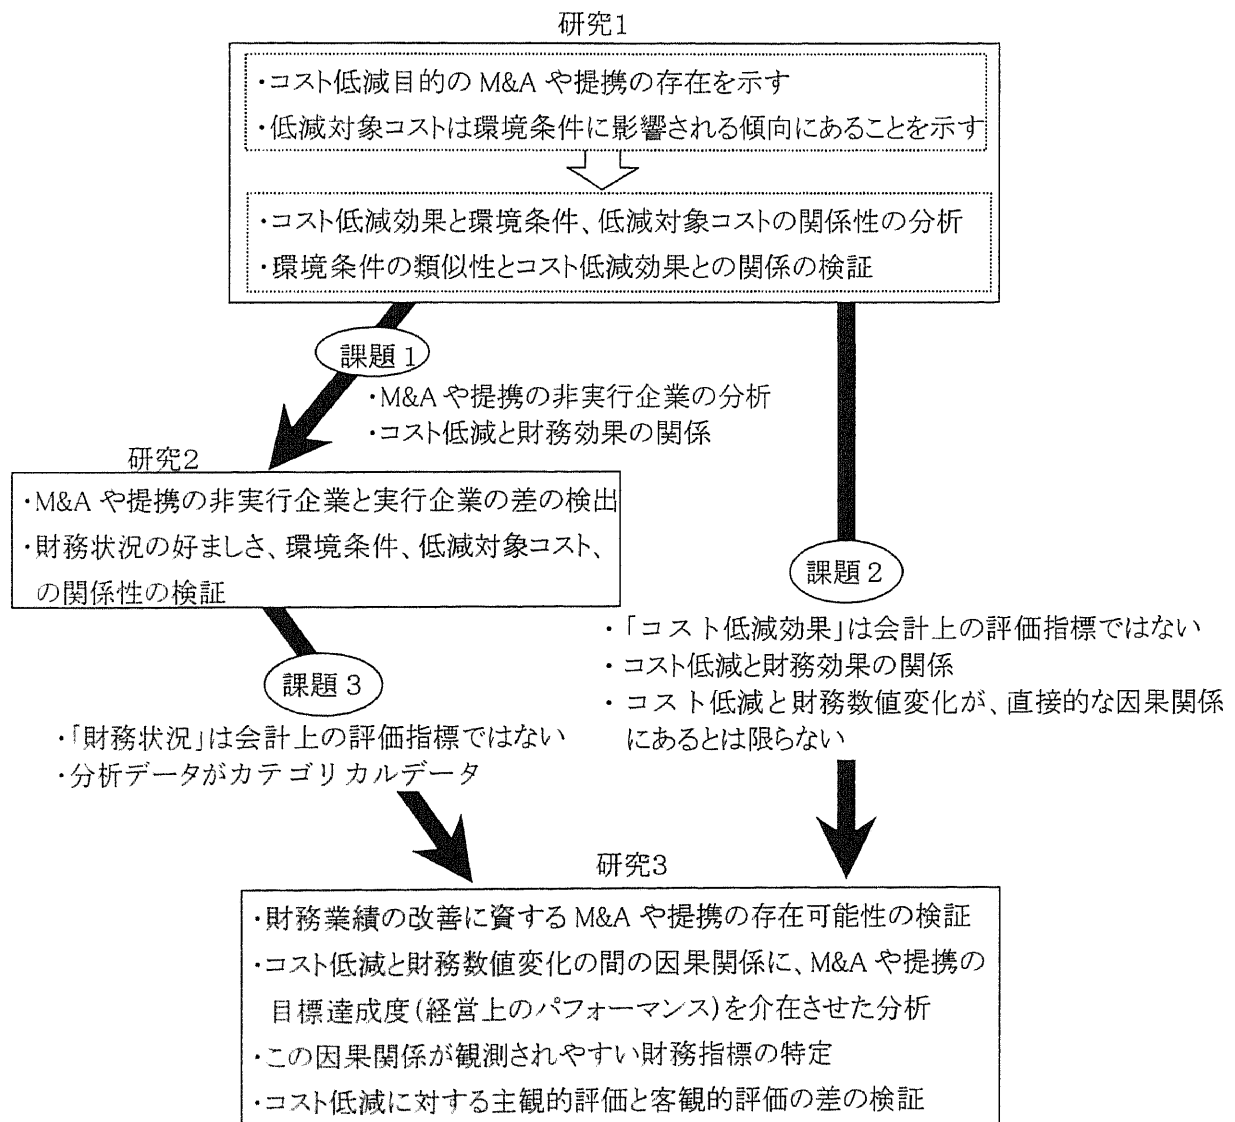 研究1
・コスト低減目的の M&A や提携の存在を示す
・低減対象コストは環境条件に影響される傾向にあることを示す
・コスト低減効果と環境条件、低減対象コストの関係性の分析
・環境条件の類似性とコスト低減効果との関係の検証
課題 1
・M&A や提携の非実行企業の分析
・コスト低減と財務効果の関係
研究2
・M&A や提携の非実行企業と実行企業の差の検出
・財務状況の好ましさ、環境条件、低減対象コスト、
の関係性の検証
課題 2
・「コスト低減効果」は会計上の評価指標ではない
・コスト低減と財務効果の関係
・コスト低減と財務数値変化が、直接的な因果関係
にあるとは限らない
課題 3
・「財務状況」は会計上の評価指標ではない
・分析データがカテゴリカルデータ
研究3
・財務業績の改善に資する M&A や提携の存在可能性の検証
・コスト低減と財務数値変化の間の因果関係に、M&A や提携の
目標達成度(経営上のパフォーマンス)を介在させた分析
・この因果関係が観測されやすい財務指標の特定
・コスト低減に対する主観的評価と客観的評価の差の検証